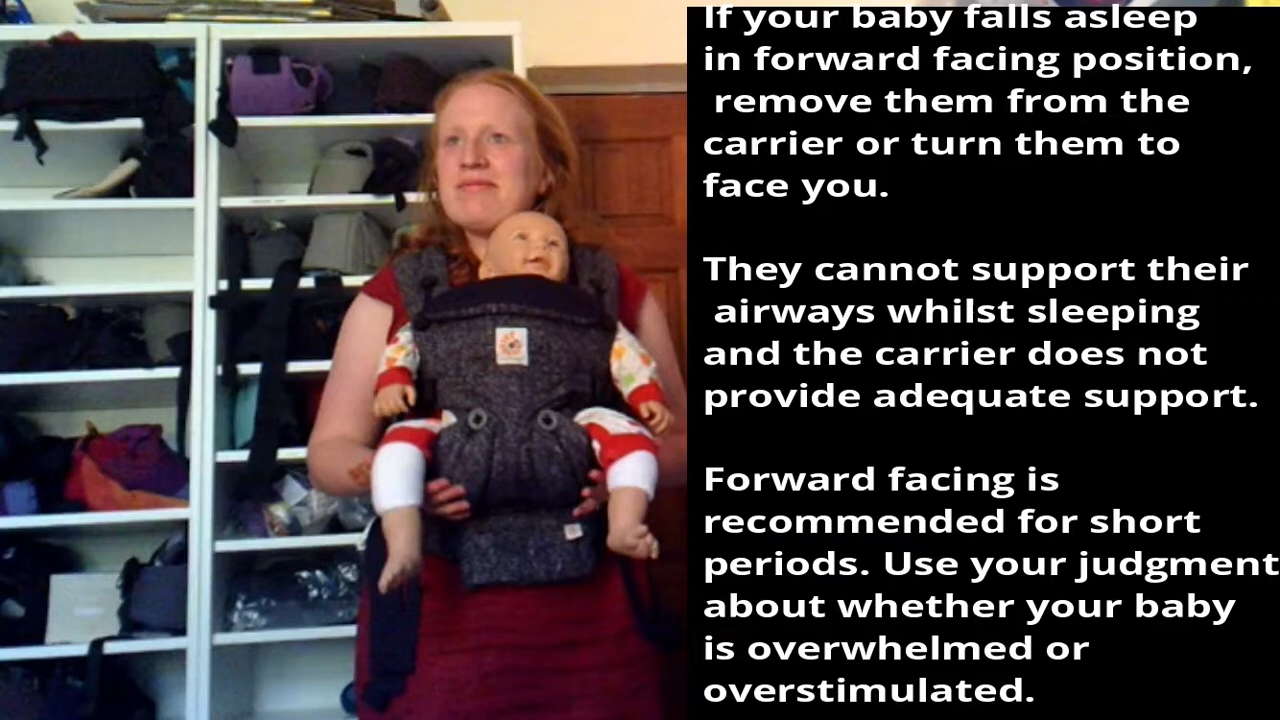 If your baby falls asleep
in forward facing position,
remove them from the
carrier or turn them to
face you.
They cannot support their
airways whilst sleeping
and the carrier does not
provide adequate support.
Forward facing is
recommended for short
periods. Use your judgment
about whether your baby
is overwhelmed or
overstimulated.